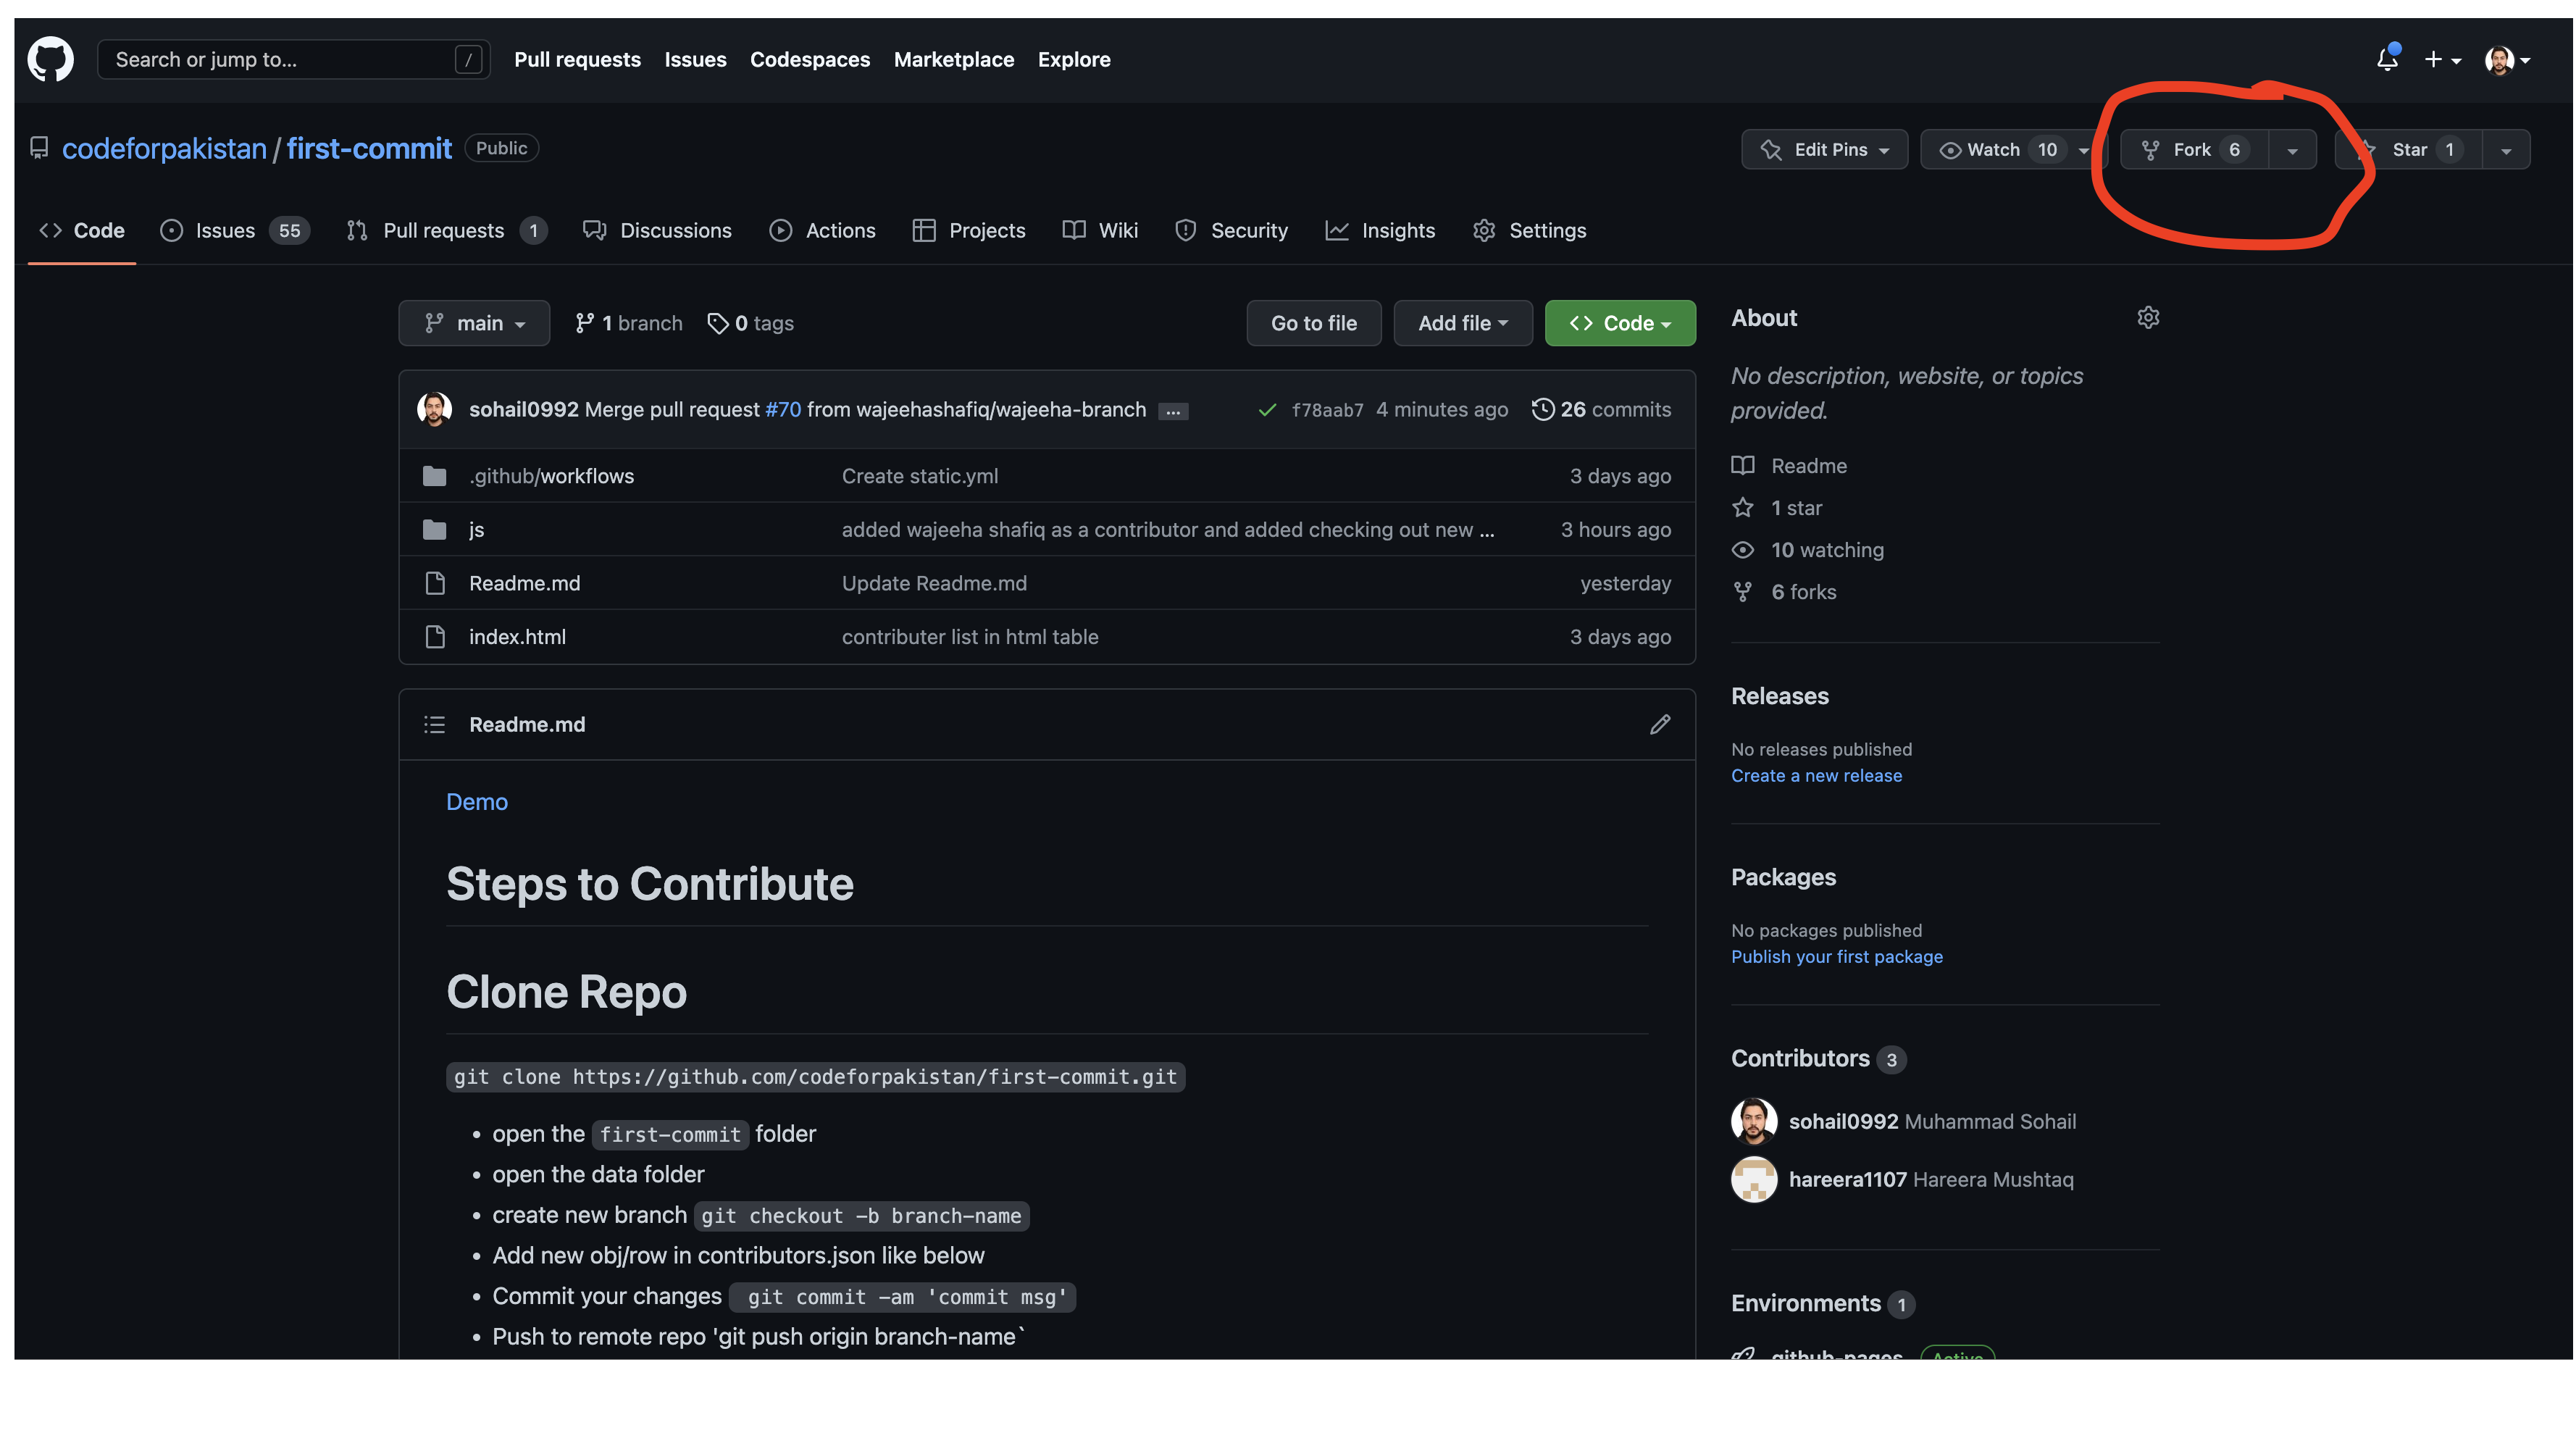 Search or jump to... /
Pull requests Issues Codespaces Marketplace Explore
codeforpakistan / first-commit Public
Edit Pins Watch 10 Fork 6 Star 1
Code Issues 55 Pull requests 1 Discussions Actions Projects Wiki Security Insights Settings
main 1 branch 0 tags Go to file Add file Code
sohail0992 Merge pull request #70 from wajeehashafiq/wajeeha-branch ... f78aab7 4 minutes ago 26 commits
.github/workflows Create static.yml 3 days ago
js added wajeeha shafiq as a contributor and added checking out new ... 3 hours ago
Readme.md Update Readme.md yesterday
index.html contributer list in html table 3 days ago
Readme.md
Demo
Steps to Contribute
Clone Repo
git clone https://github.com/codeforpakistan/first-commit.git
• open the first-commit folder
• open the data folder
• create new branch git checkout -b branch-name
• Add new obj/row in contributors.json like below
• Commit your changes git commit -am 'commit msg'
• Push to remote repo 'git push origin branch-name`
About
No description, website, or topics
provided.
Readme
1 star
10 watching
6 forks
Releases
No releases published
Create a new release
Packages
No packages published
Publish your first package
Contributors 3
sohail0992 Muhammad Sohail
hareera1107 Hareera Mushtaq
Environments 1
github-pages Active